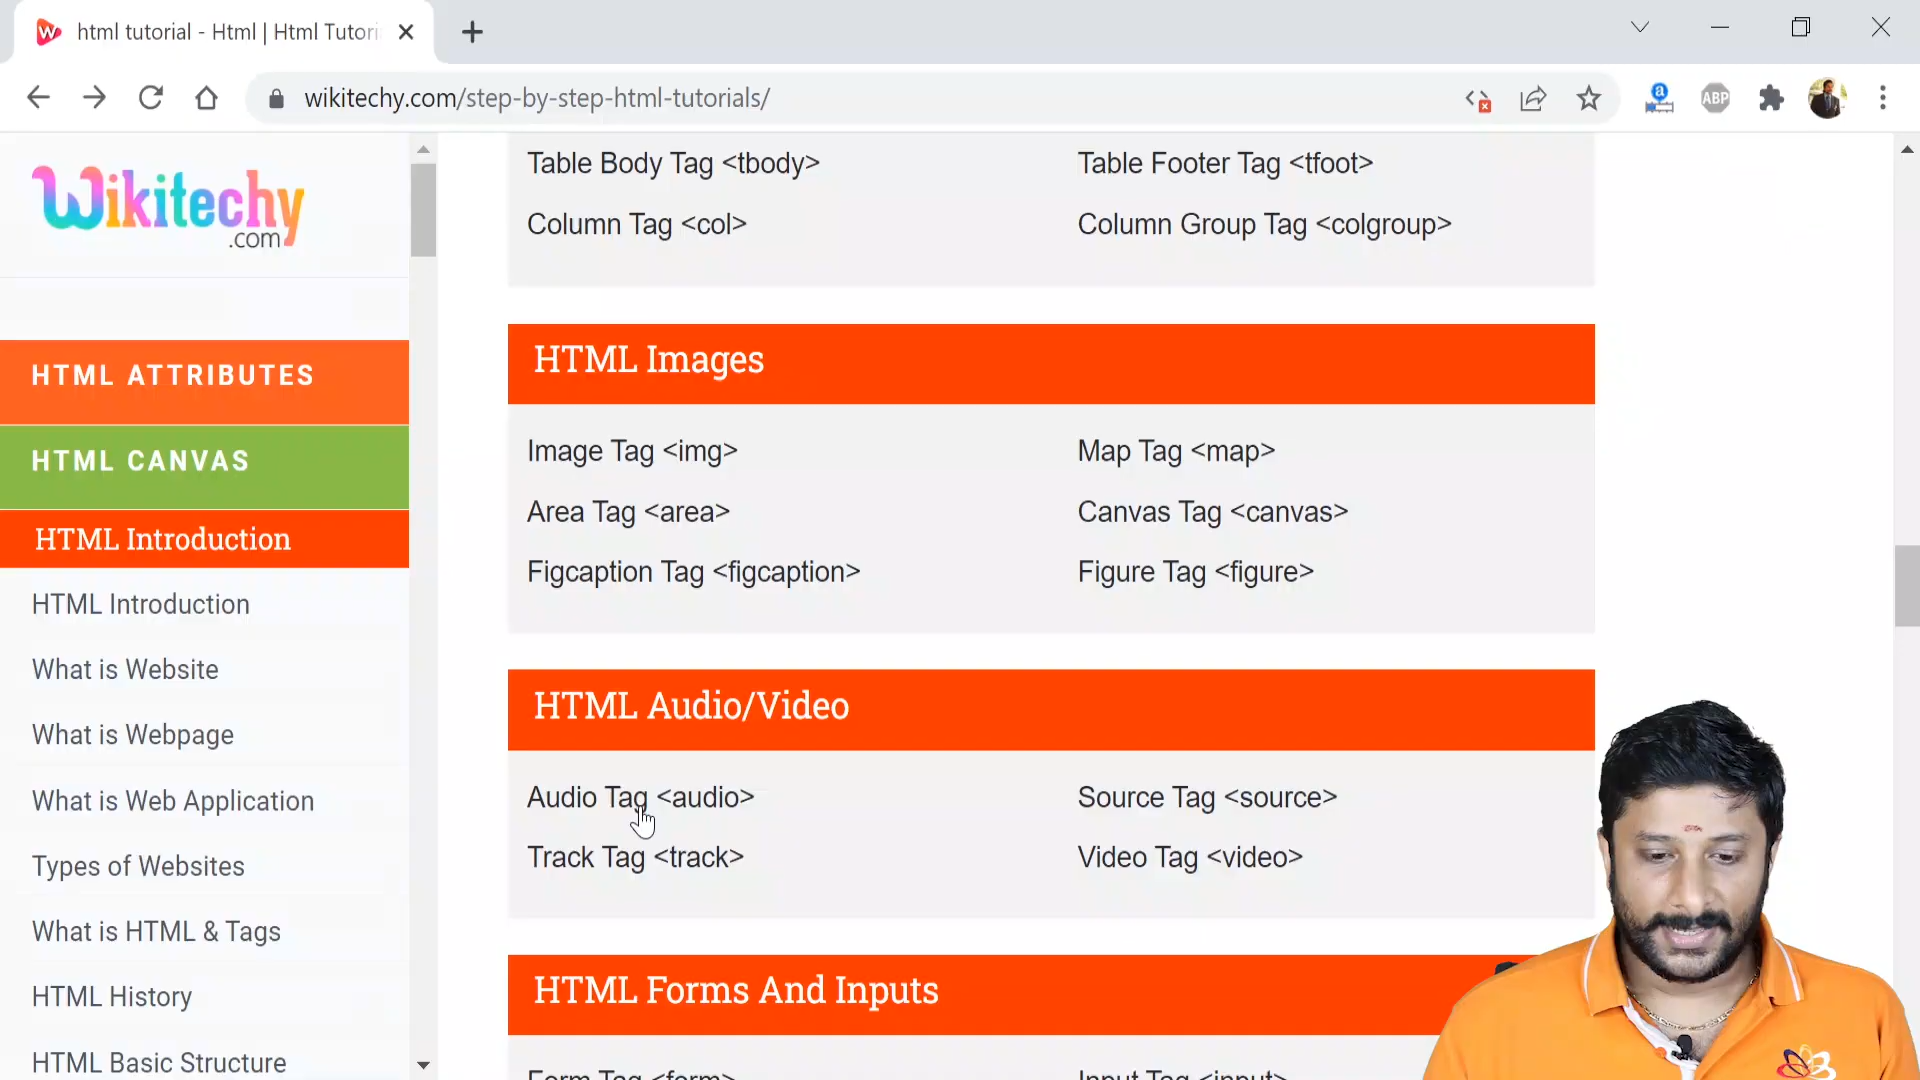 html tutorial - Html | Html Tutori
wikitechy.com/step-by-step-html-tutorials/
a
ABP
Wikitechy
.com
HTML ATTRIBUTES
HTML CANVAS
HTML Introduction
HTML Introduction
What is Website
What is Webpage
What is Web Application
Types of Websites
What is HTML & Tags
HTML History
HTML Basic Structure
Table Body Tag <tbody>
Table Footer Tag <tfoot>
Column Tag <col>
Column Group Tag <colgroup>
HTML Images
Image Tag <img>
Map Tag <map>
Area Tag <area>
Canvas Tag <canvas>
Figcaption Tag <figcaption>
Figure Tag <figure>
HTML Audio/Video
Audio Tag <audio>
Source Tag <source>
Track Tag <track>
Video Tag <video>
HTML Forms And Inputs
Form Tag <form>
Input Tag <input>